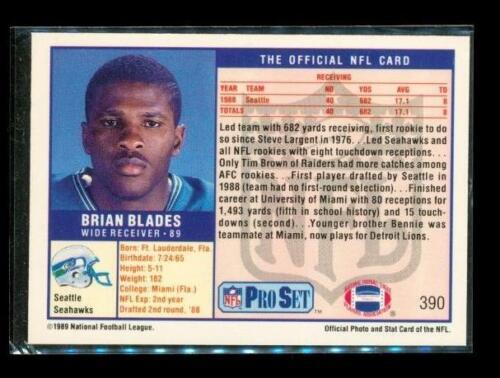 THE OFFICIAL NFL CARD
RECEIVING
YEAR TEAM NO YDS AVG TD
1988 Seattle 40 682 17.1 8
TOTALS 40 682 17.1 8
Led team with 682 yards receiving, first rookie to do
so since Steve Largent in 1976...Led Seahawks and
all NFL rookies with eight touchdown receptions...
Only Tim Brown of Raiders had more catches among
AFC rookies...First player drafted by Seattle in
1988 (team had no first-round selection)...Finished
career at University of Miami with 80 receptions for
1,493 yards (fifth in school history) and 15 touch-
downs (second)...Younger brother Bennie was
teammate at Miami, now plays for Detroit Lions.
BRIAN BLADES
WIDE RECEIVER • 89
Born: Ft. Lauderdale, Fla.
Birthdate: 7/24/65
Height: 5-11
Weight: 182
College: Miami (Fla.)
NFL Exp: 2nd year
Drafted 2nd round, '88
Seattle
Seahawks
NFL PRO SET ™
® 390
©1989 National Football League.
Official Photo and Stat Card of the NFL.